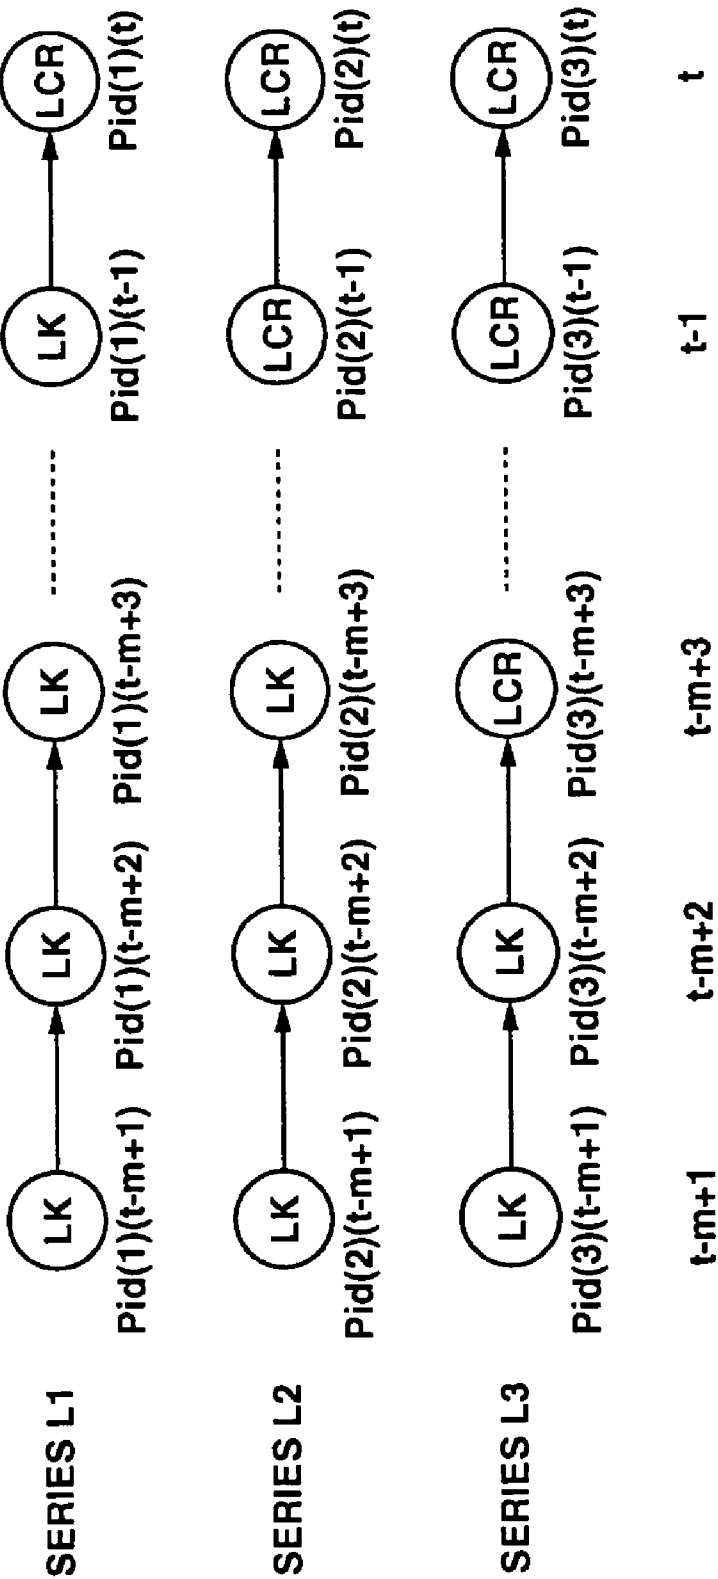 SERIES L1
LK
LK
LK
LK
LCR
Pid(1)(t-m+1)
Pid(1)(t-m+2)
Pid(1)(t-m+3)
Pid(1)(t-1)
Pid(1)(t)
SERIES L2
LK
LK
LK
LCR
LCR
Pid(2)(t-m+1)
Pid(2)(t-m+2)
Pid(2)(t-m+3)
Pid(2)(t-1)
Pid(2)(t)
SERIES L3
LK
LK
LCR
LCR
LCR
Pid(3)(t-m+1)
Pid(3)(t-m+2)
Pid(3)(t-m+3)
Pid(3)(t-1)
Pid(3)(t)
t-m+1
t-m+2
t-m+3
t-1
t